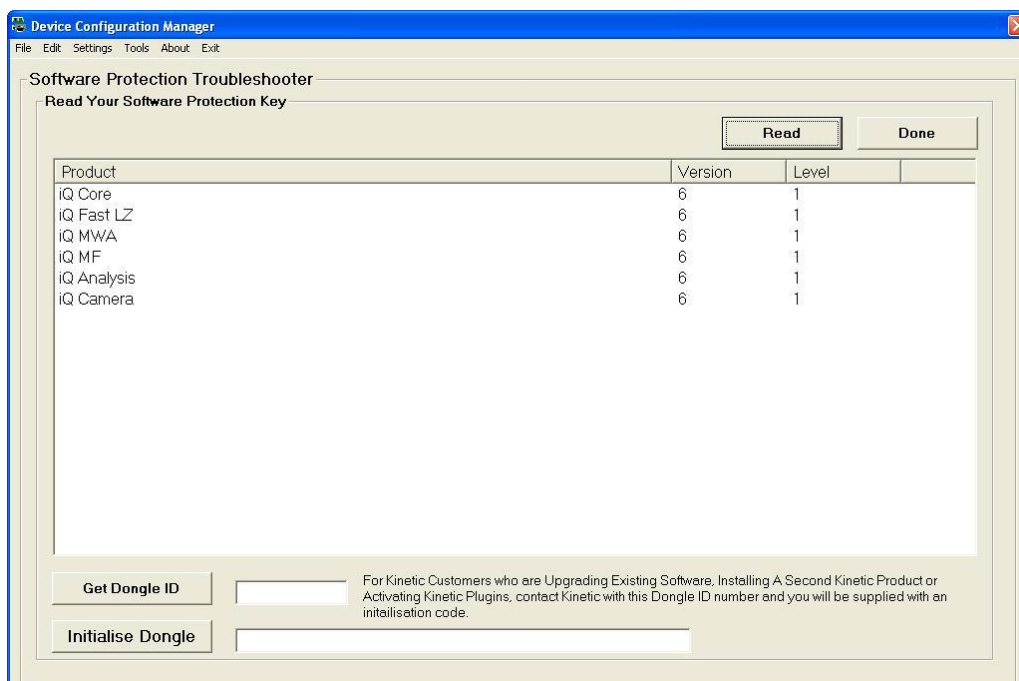 Device Configuration Manager
File Edit Settings Tools About Exit
Software Protection Troubleshooter
Read Your Software Protection Key
Read Done
Product Version Level
iQ Core 6 1
iQ Fast LZ 6 1
iQ MWA 6 1
iQ MF 6 1
iQ Analysis 6 1
iQ Camera 6 1
Get Dongle ID
For Kinetic Customers who are Upgrading Existing Software, Installing A Second Kinetic Product or
Activating Kinetic Plugins, contact Kinetic with this Dongle ID number and you will be supplied with an
initailisation code.
Initialise Dongle